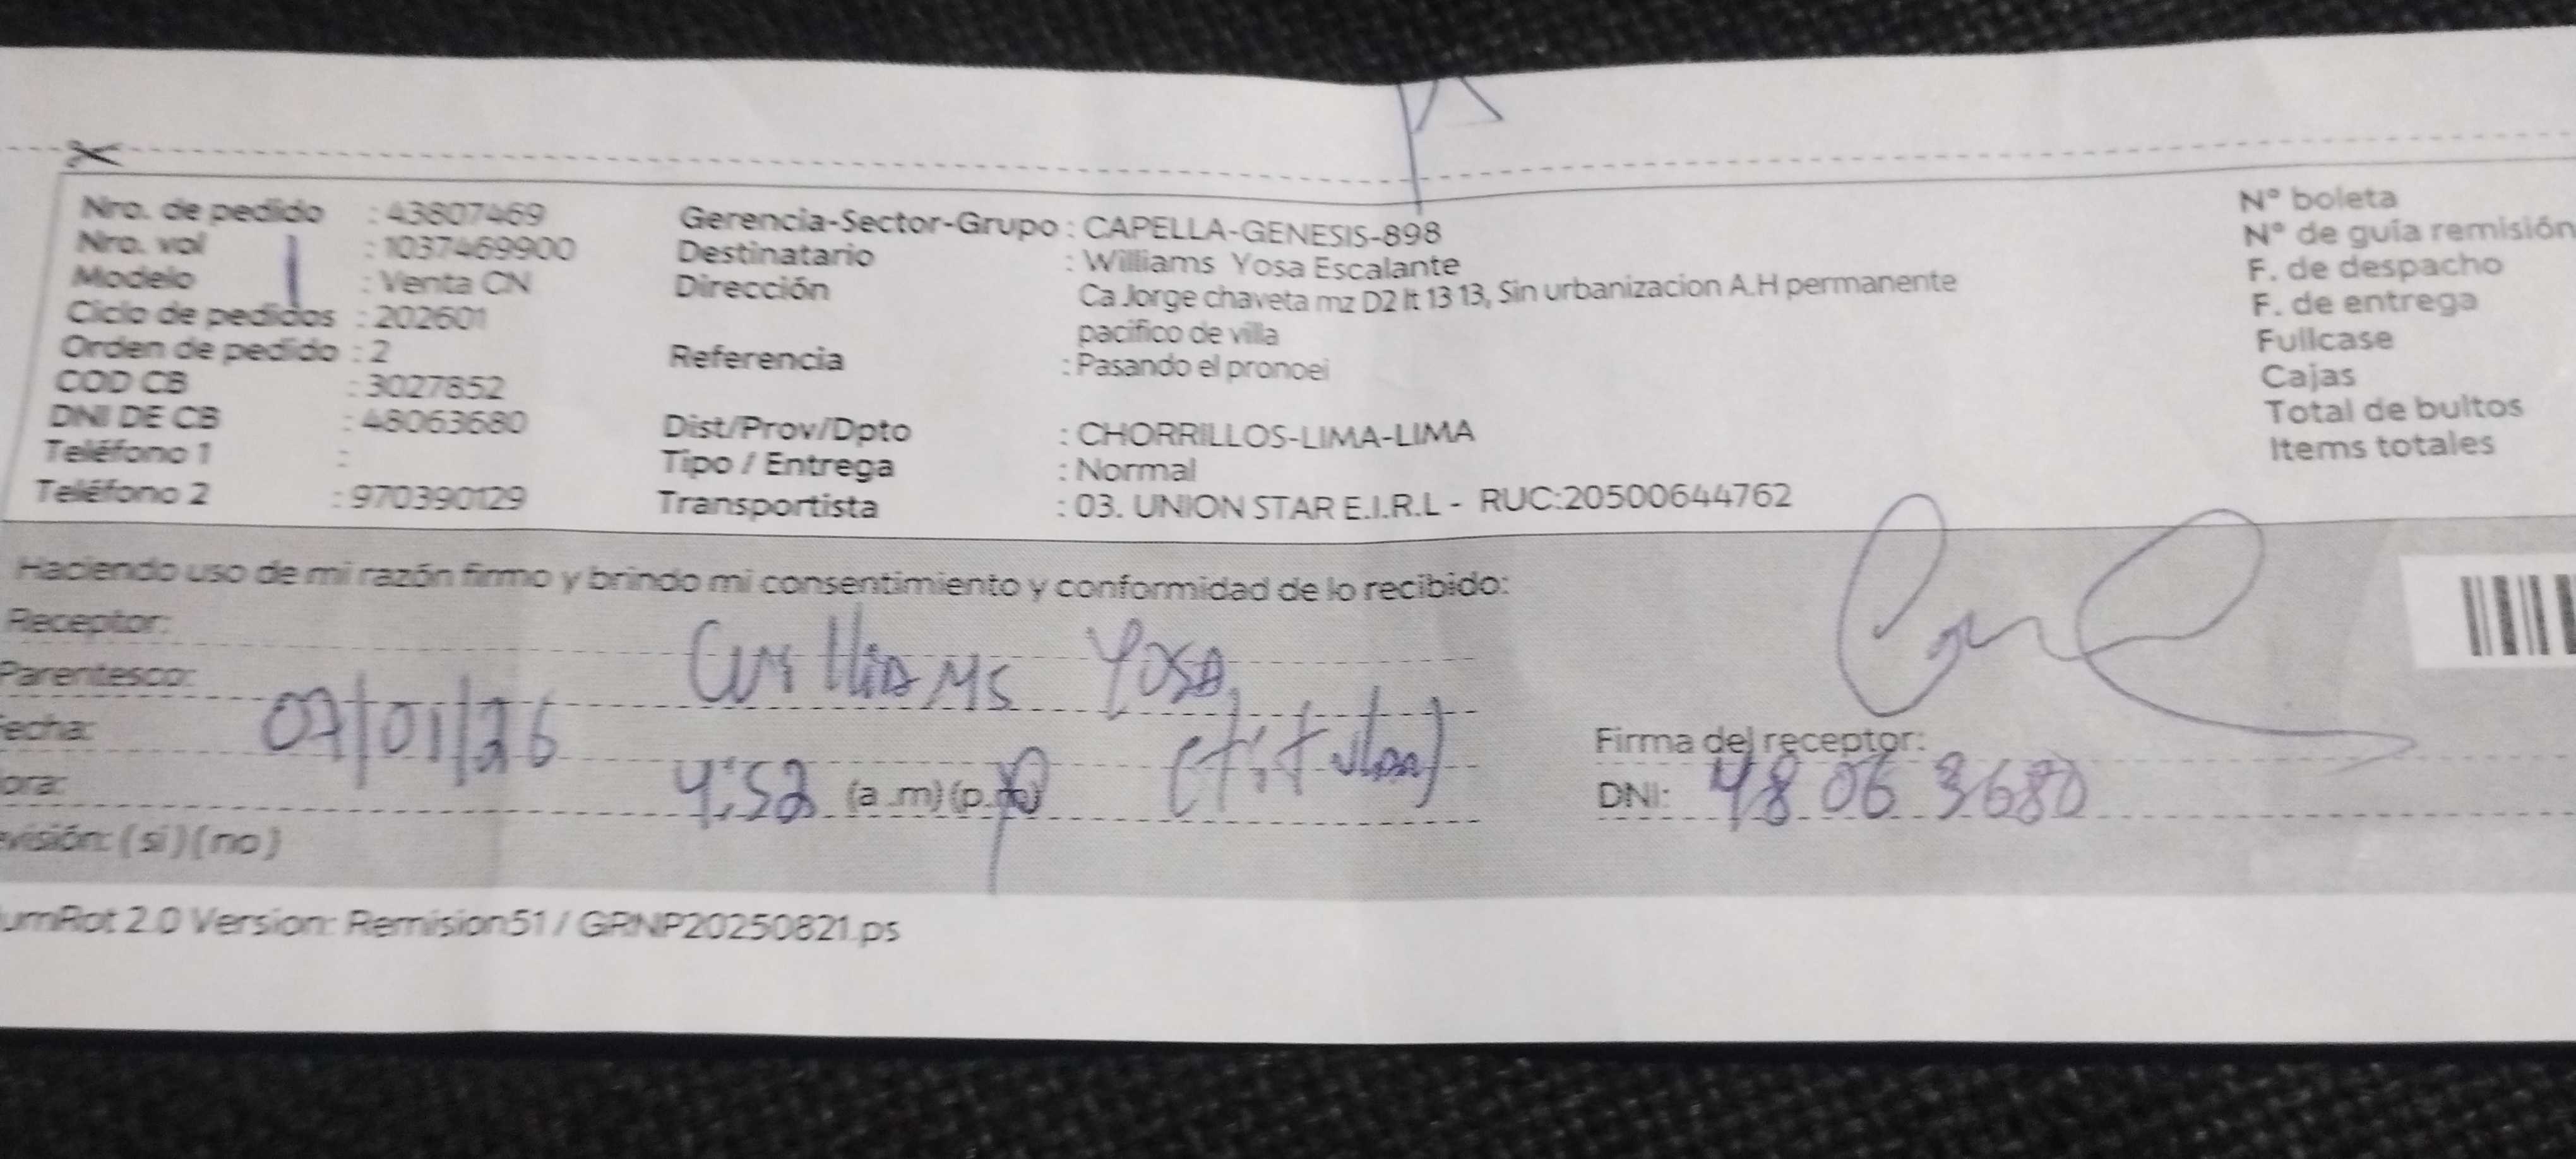 Nro. de pedido : 43807469
Nro. vol : 1037469900
Modelo : Venta CN
Ciclo de pedidos : 202601
Orden de pedido : 2
COD CB : 3027852
DNI DE CB : 48063680
Teléfono 1 :
Teléfono 2 : 970390129
Gerencia-Sector-Grupo : CAPELLA-GENESIS-898
Destinatario : Williams Yosa Escalante
Dirección Ca Jorge chaveta mz D2 lt 13 13, Sin urbanizacion A.H permanente
pacifico de villa
Referencia : Pasando el pronoei
Dist/Prov/Dpto : CHORRILLOS-LIMA-LIMA
Tipo / Entrega : Normal
Transportista : 03. UNION STAR E.I.R.L - RUC:20500644762
N° boleta
N° de guía remisión
F. de despacho
F. de entrega
Fullcase
Cajas
Total de bultos
Items totales
Haciendo uso de mi razón firmo y brindo mi consentimiento y conformidad de lo recibido:
Receptor: Williams Yosa
Parentesco: (titular)
echa: 07/01/26
ora: 4:52 (a.m)(p.m)
evisión: (si)(no)
Firma del receptor:
DNI: 48063680
umRot 2.0 Version: Remision51 / GRNP20250821.ps